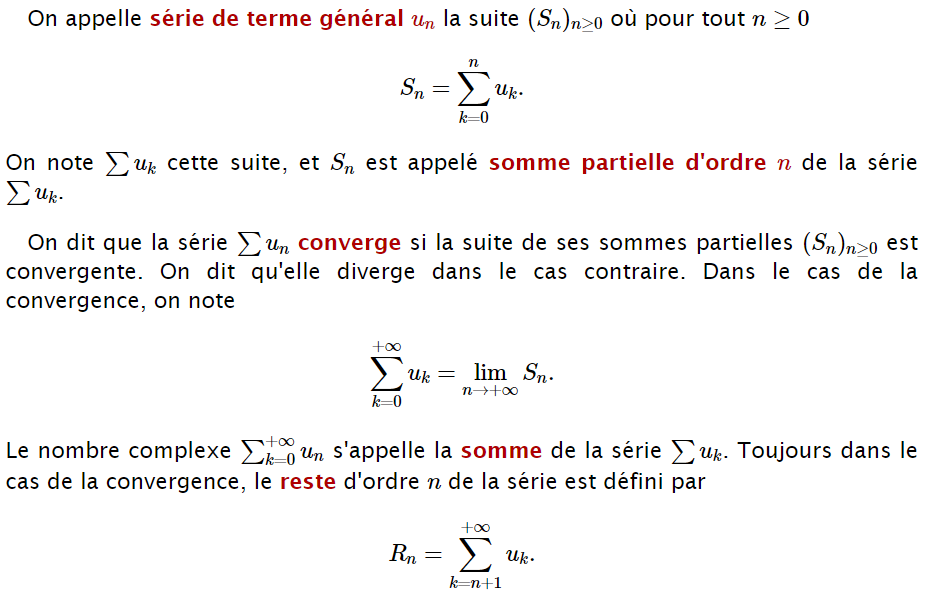 On appelle série de terme général $u_n$ la suite $(S_n)_{n\geq 0}$ où pour tout $n \geq 0$
$$S_n = \sum_{k=0}^{n} u_k.$$
On note $\sum u_k$ cette suite, et $S_n$ est appelé somme partielle d'ordre $n$ de la série
$\sum u_k$.
On dit que la série $\sum u_n$ converge si la suite de ses sommes partielles $(S_n)_{n\geq 0}$ est
convergente. On dit qu'elle diverge dans le cas contraire. Dans le cas de la
convergence, on note
$$\sum_{k=0}^{+\infty} u_k = \lim_{n\to+\infty} S_n.$$
Le nombre complexe $\sum_{k=0}^{+\infty} u_n$ s'appelle la somme de la série $\sum u_k$. Toujours dans le
cas de la convergence, le reste d'ordre $n$ de la série est défini par
$$R_n = \sum_{k=n+1}^{+\infty} u_k.$$